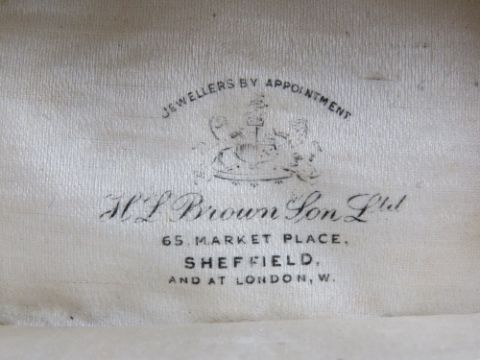 JEWELLERS BY APPOINTMENT
H L Brown Son Ltd
65. MARKET PLACE.
SHEFFIELD.
AND AT LONDON, W.